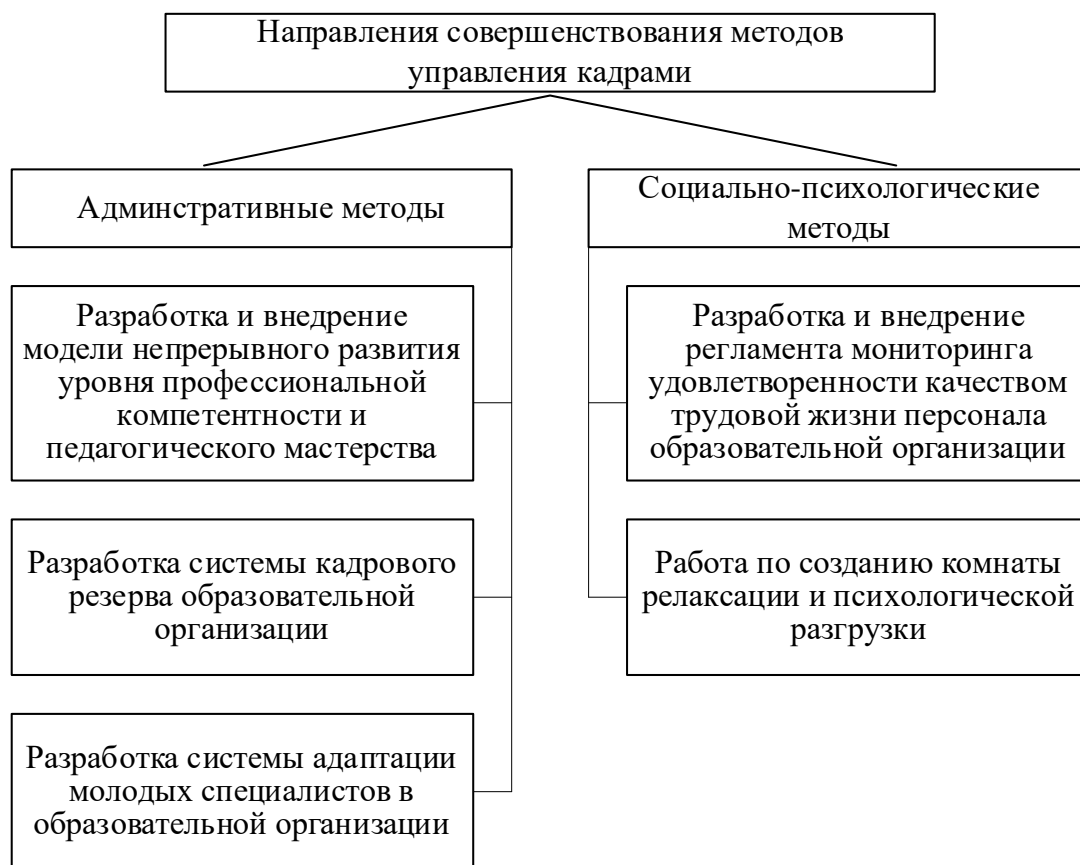 Направления совершенствования методов
управления кадрами
Админстративные методы
Разработка и внедрение
модели непрерывного развития
уровня профессиональной
компетентности и
педагогического мастерства
Разработка системы кадрового
резерва образовательной
организации
Разработка системы адаптации
молодых специалистов в
образовательной организации
Социально-психологические
методы
Разработка и внедрение
регламента мониторинга
удовлетворенности качеством
трудовой жизни персонала
образовательной организации
Работа по созданию комнаты
релаксации и психологической
разгрузки